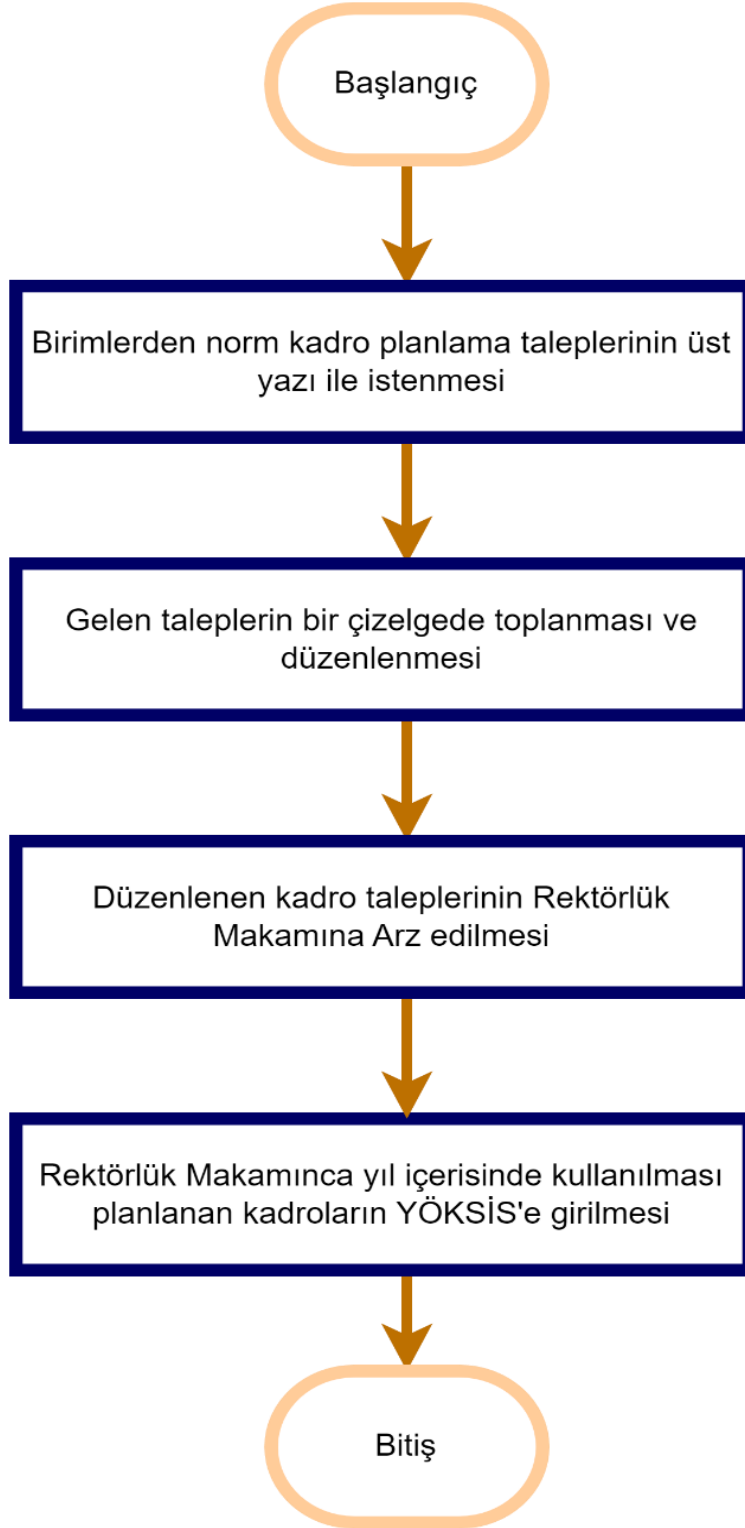 Başlangıç
Birimlerden norm kadro planlama taleplerinin üst
yazı ile istenmesi
Gelen taleplerin bir çizelgede toplanması ve
düzenlenmesi
Düzenlenen kadro taleplerinin Rektörlük
Makamına Arz edilmesi
Rektörlük Makamınca yıl içerisinde kullanılması
planlanan kadroların YÖKSİS'e girilmesi
Bitiş